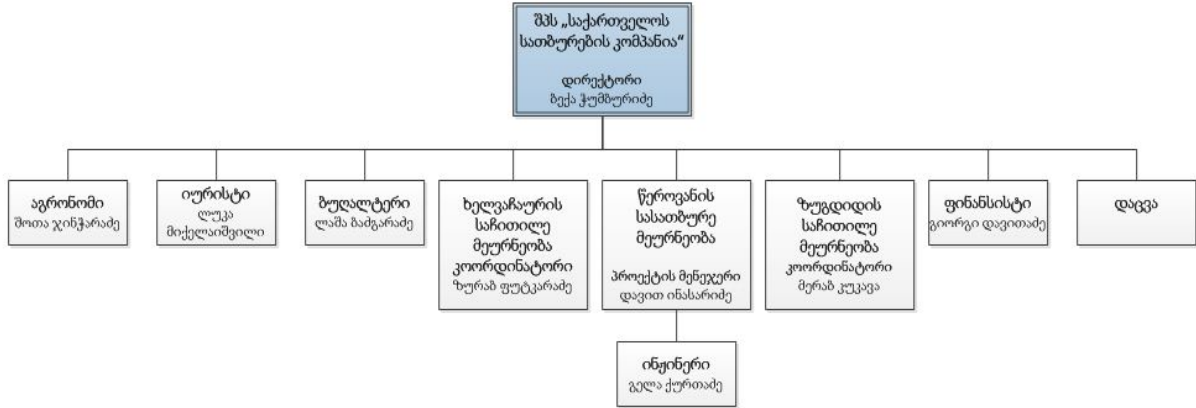 შპს „საქართველოს
სათბურების კომპანია“
დირექტორი
ბექა ჭუმბურიძე
აგრონომი
შოთა ჯინჭარაძე
იურისტი
ლუკა
მიქელაიშვილი
ბუღალტერი
ლაშა ბაძგარაძე
ხელვაჩაურის
საჩითილე
მეურნეობა
კოორდინატორი
ზურაბ ფუტკარაძე
წეროვანის
სასათბურე
მეურნეობა
პროექტის მენეჯერი
დავით ინასარიძე
ზუგდიდის
საჩითილე
მეურნეობა
კოორდინატორი
მერაბ კუკავა
ფინანსისტი
გიორგი დავითაძე
დაცვა
ინჟინერი
გელა ქურთაძე